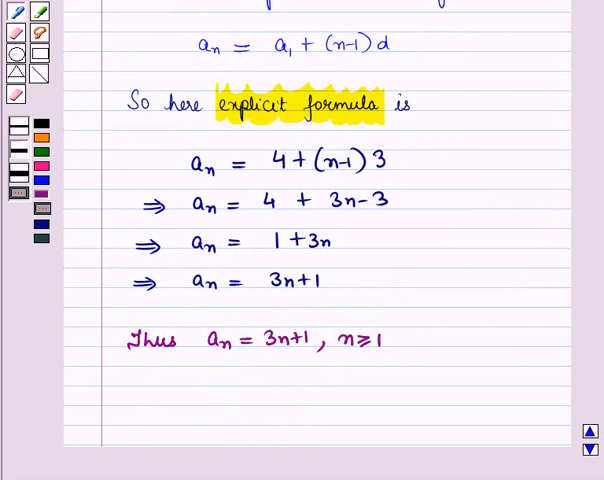 aₙ = a₁ + (n-1) d
So here explicit formula is
aₙ = 4 + (n-1) 3
⇒ aₙ = 4 + 3n - 3
⇒ aₙ = 1 + 3n
⇒ aₙ = 3n+1
Thus aₙ = 3n+1 , n ≥ 1